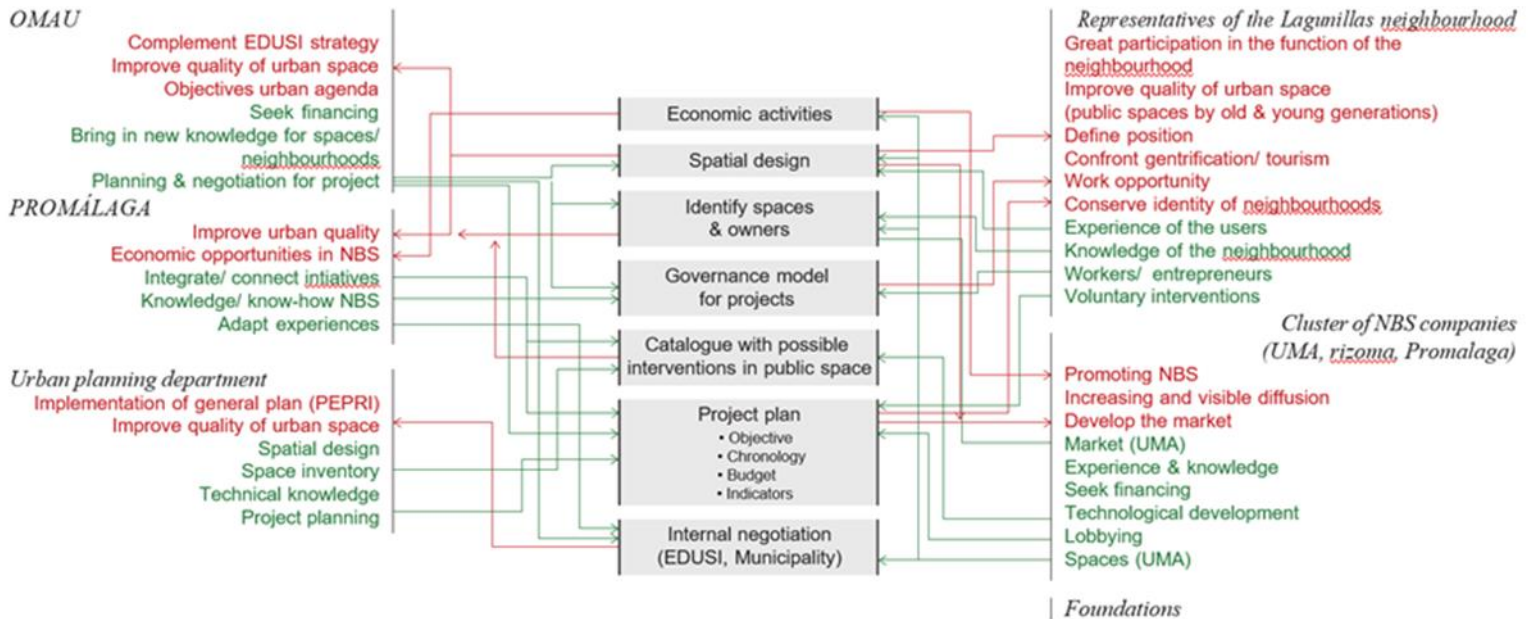 OMAU
Complement EDUSI strategy
Improve quality of urban space
Objectives urban agenda
Seek financing
Bring in new knowledge for spaces/
neighbourhoods
Planning & negotiation for project
PROMÁLAGA
Improve urban quality
Economic opportunities in NBS
Integrate/ connect intiatives
Knowledge/ know-how NBS
Adapt experiences
Urban planning department
Implementation of general plan (PEPRI)
Improve quality of urban space
Spatial design
Space inventory
Technical knowledge
Project planning
Economic activities
Spatial design
Identify spaces
& owners
Governance model
for projects
Catalogue with possible
interventions in public space
Project plan
• Objective
• Chronology
• Budget
• Indicators
Internal negotiation
(EDUSI, Municipality)
Representatives of the Lagunillas neighbourhood
Great participation in the function of the
neighbourhood
Improve quality of urban space
(public spaces by old & young generations)
Define position
Confront gentrification/ tourism
Work opportunity
Conserve identity of neighbourhoods
Experience of the users
Knowledge of the neighbourhood
Workers/ entrepreneurs
Voluntary interventions
Cluster of NBS companies
(UMA, rizoma, Promalaga)
Promoting NBS
Increasing and visible diffusion
Develop the market
Market (UMA)
Experience & knowledge
Seek financing
Technological development
Lobbying
Spaces (UMA)
Foundations